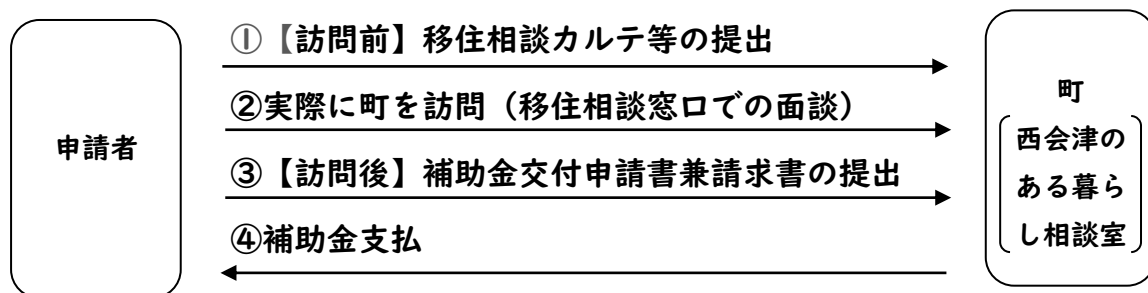 ①【訪問前】移住相談カルテ等の提出
②実際に町を訪問（移住相談窓口での面談）
③【訪問後】補助金交付申請書兼請求書の提出
④補助金支払
申請者
町
西会津の
ある暮ら
し相談室